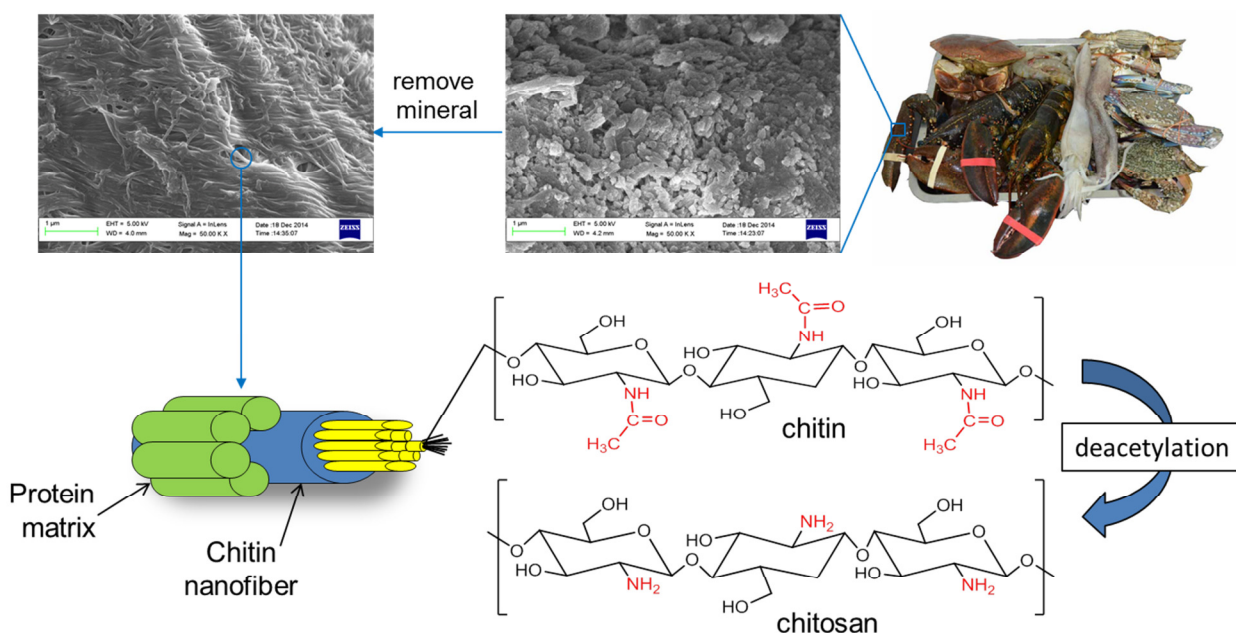 remove
mineral
1 µm
EHT = 5.00 kV
WD = 4.0 mm
Signal A = InLens
Mag = 50.00 K X
Date :18 Dec 2014
Time :14:35:07
ZEISS
1 µm
EHT = 5.00 kV
WD = 4.2 mm
Signal A = InLens
Mag = 50.00 K X
Date :18 Dec 2014
Time :14:23:07
ZEISS
H₃C
C
O
NH
OH
O
O
HO
HO
O
O
OH
O
O
HO
NH
HO
NH
C
O
H₃C
C
O
H₃C
chitin
deacetylation
Protein
matrix
Chitin
nanofiber
OH
O
O
HO
NH₂
O
HO
NH₂
HO
O
OH
O
O
HO
NH₂
chitosan